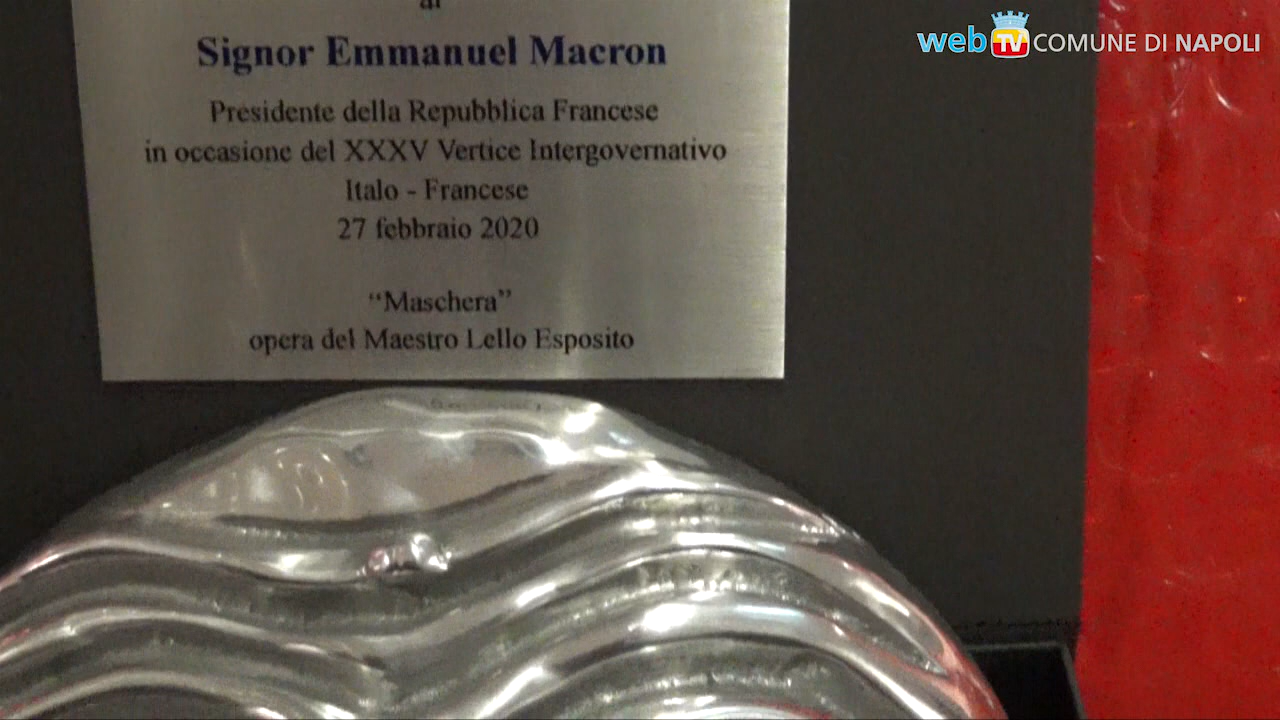 al
Signor Emmanuel Macron
Presidente della Repubblica Francese
in occasione del XXXV Vertice Intergovernativo
Italo - Francese
27 febbraio 2020
“Maschera”
opera del Maestro Lello Esposito
web TV COMUNE DI NAPOLI